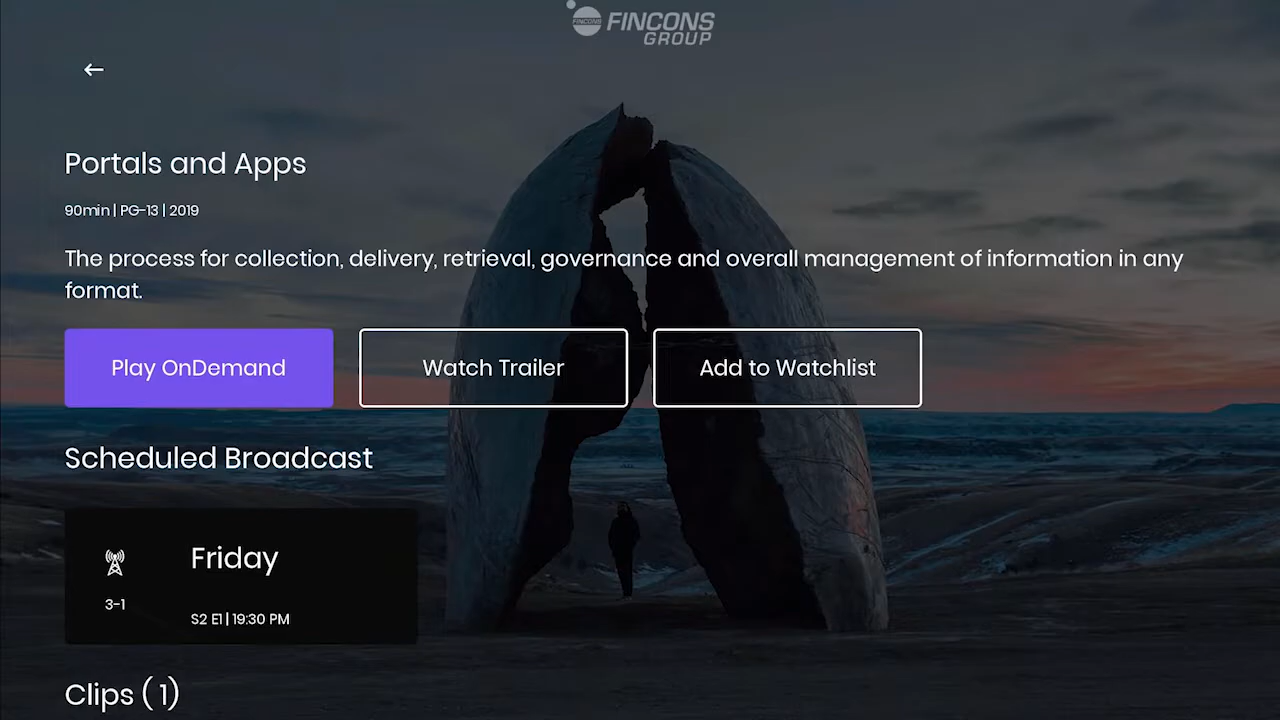 FINCONS
FINCONS
GROUP
Portals and Apps
90min | PG-13 | 2019
The process for collection, delivery, retrieval, governance and overall management of information in any
format.
Play OnDemand
Watch Trailer
Add to Watchlist
Scheduled Broadcast
Friday
3-1
S2 E1 | 19:30 PM
Clips ( 1 )